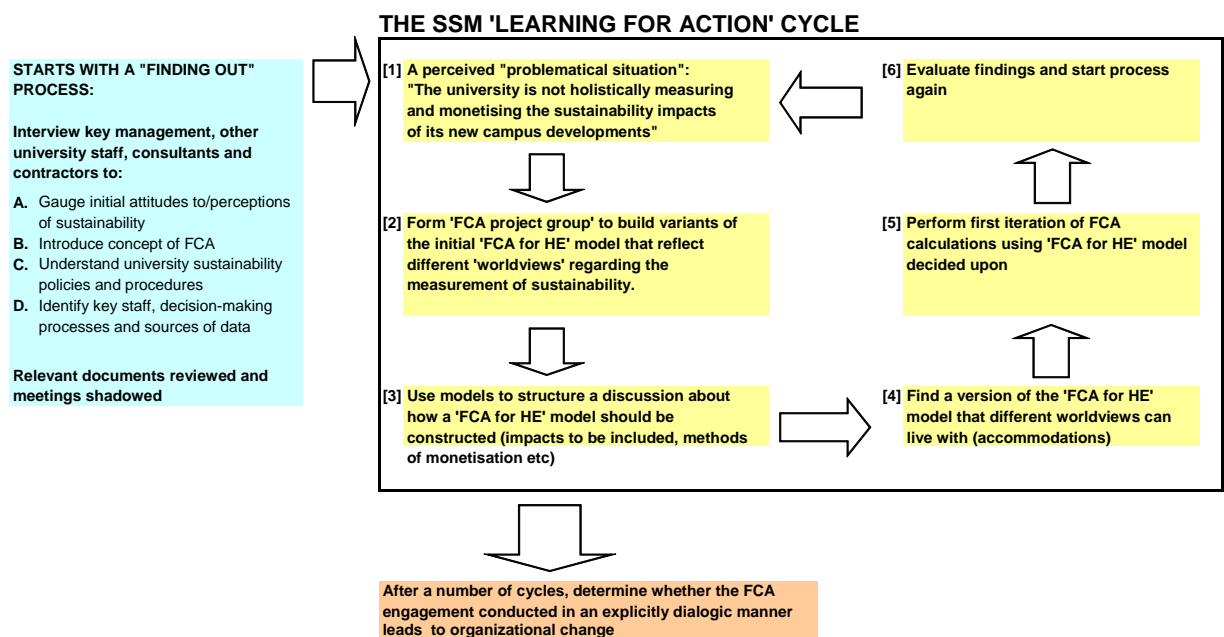 THE SSM 'LEARNING FOR ACTION' CYCLE
STARTS WITH A "FINDING OUT"
PROCESS:
Interview key management, other
university staff, consultants and
contractors to:
A. Gauge initial attitudes to/perceptions
of sustainability
B. Introduce concept of FCA
C. Understand university sustainability
policies and procedures
D. Identify key staff, decision-making
processes and sources of data
Relevant documents reviewed and
meetings shadowed
[1] A perceived "problematical situation":
"The university is not holistically measuring
and monetising the sustainability impacts
of its new campus developments"
[2] Form 'FCA project group' to build variants of
the initial 'FCA for HE' model that reflect
different 'worldviews' regarding the
measurement of sustainability.
[3] Use models to structure a discussion about
how a 'FCA for HE' model should be
constructed (impacts to be included, methods
of monetisation etc)
[4] Find a version of the 'FCA for HE'
model that different worldviews can
live with (accommodations)
[5] Perform first iteration of FCA
calculations using 'FCA for HE' model
decided upon
[6] Evaluate findings and start process
again
After a number of cycles, determine whether the FCA
engagement conducted in an explicitly dialogic manner
leads to organizational change